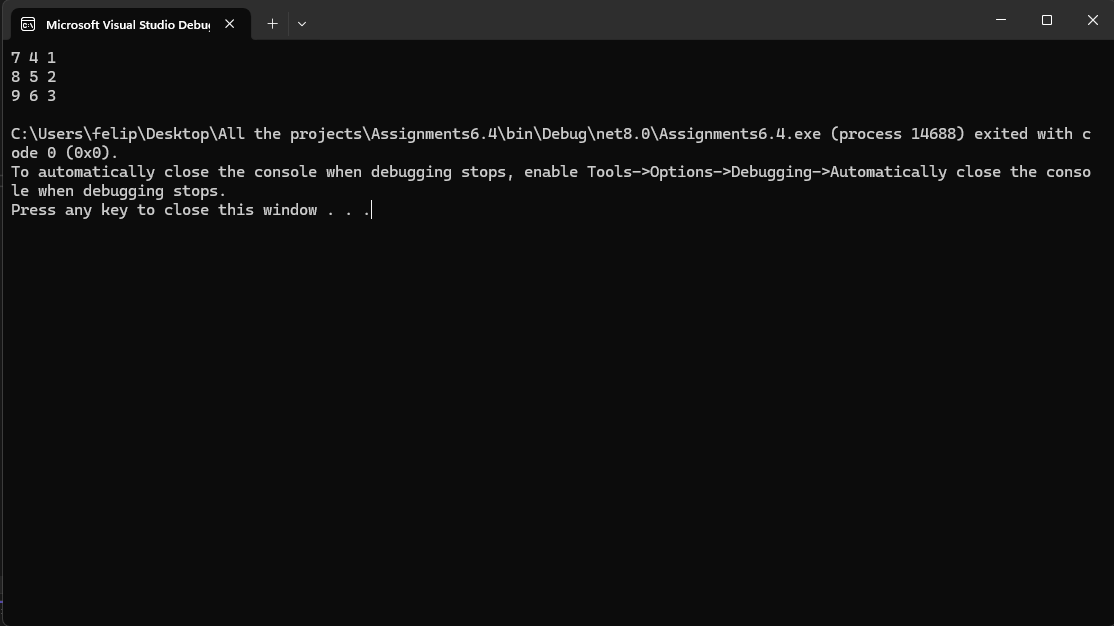 Microsoft Visual Studio Debu
7 4 1
8 5 2
9 6 3
C:\Users\felip\Desktop\All the projects\Assignments6.4\bin\Debug\net8.0\Assignments6.4.exe (process 14688) exited with c
ode 0 (0x0).
To automatically close the console when debugging stops, enable Tools->Options->Debugging->Automatically close the conso
le when debugging stops.
Press any key to close this window . . .